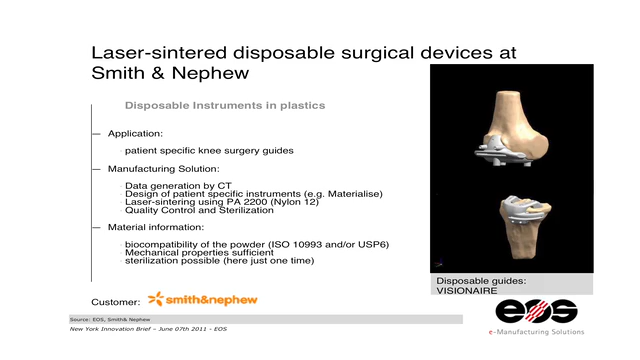 Laser-sintered disposable surgical devices at
Smith & Nephew
Disposable Instruments in plastics
— Application:
· patient specific knee surgery guides
— Manufacturing Solution:
· Data generation by CT
· Design of patient specific instruments (e.g. Materialise)
· Laser-sintering using PA 2200 (Nylon 12)
· Quality Control and Sterilization
— Material information:
· biocompatibility of the powder (ISO 10993 and/or USP6)
· Mechanical properties sufficient
· sterilization possible (here just one time)
Disposable guides:
VISIONAIRE
Customer: smith&nephew
eos
e-Manufacturing Solutions
Source: EOS, Smith& Nephew
New York Innovation Brief – June 07th 2011 - EOS